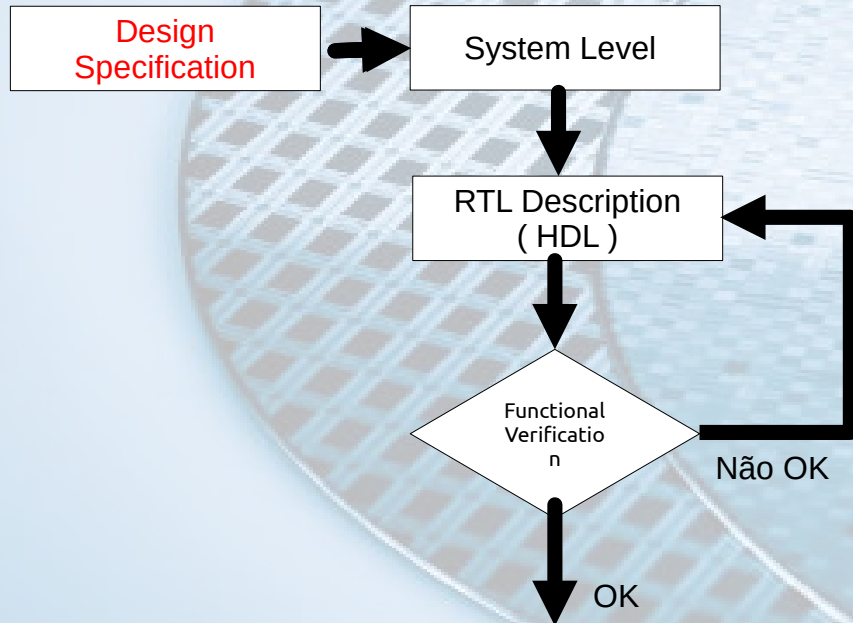 Design
Specification
System Level
RTL Description
( HDL )
Functional
Verificatio
n
Não OK
OK